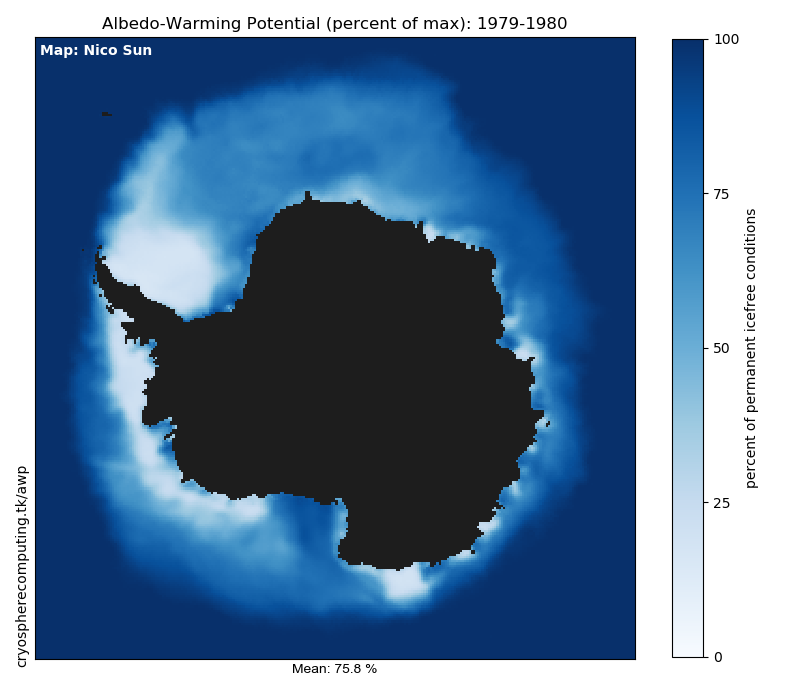 Albedo-Warming Potential (percent of max): 1979-1980
Map: Nico Sun
100
75
50
25
0
percent of permanent icefree conditions
cryospherecomputing.tk/awp
Mean: 75.8 %